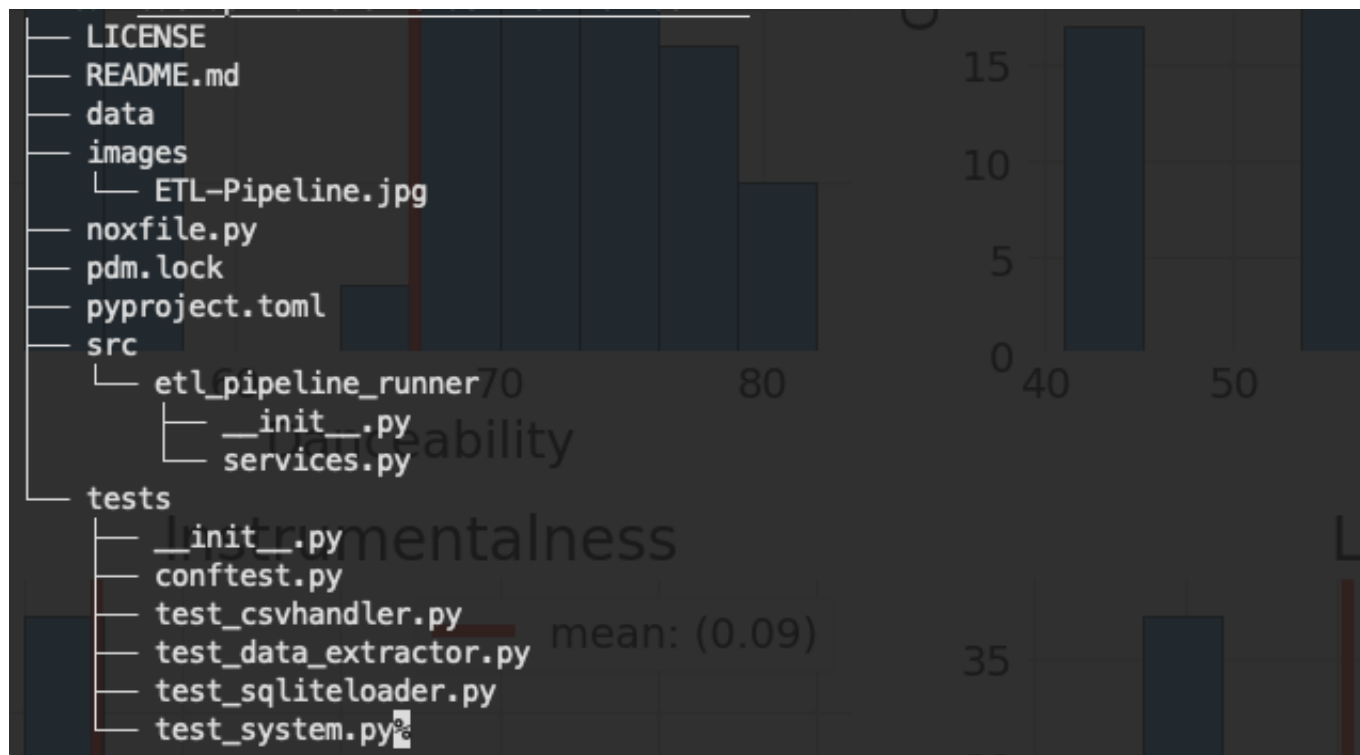 ├── LICENSE
├── README.md
├── data
├── images
│   └── ETL-Pipeline.jpg
├── noxfile.py
├── pdm.lock
├── pyproject.toml
├── src
│   └── etl_pipeline_runner
│       ├── __init__.py
│       └── services.py
└── tests
    ├── __init__.py
    ├── conftest.py
    ├── test_csvhandler.py
    ├── test_data_extractor.py
    ├── test_sqliteloader.py
    └── test_system.py%
60 70 80
Danceability
Instrumentalness
mean: (0.09)
15
10
5
0
40 50
35